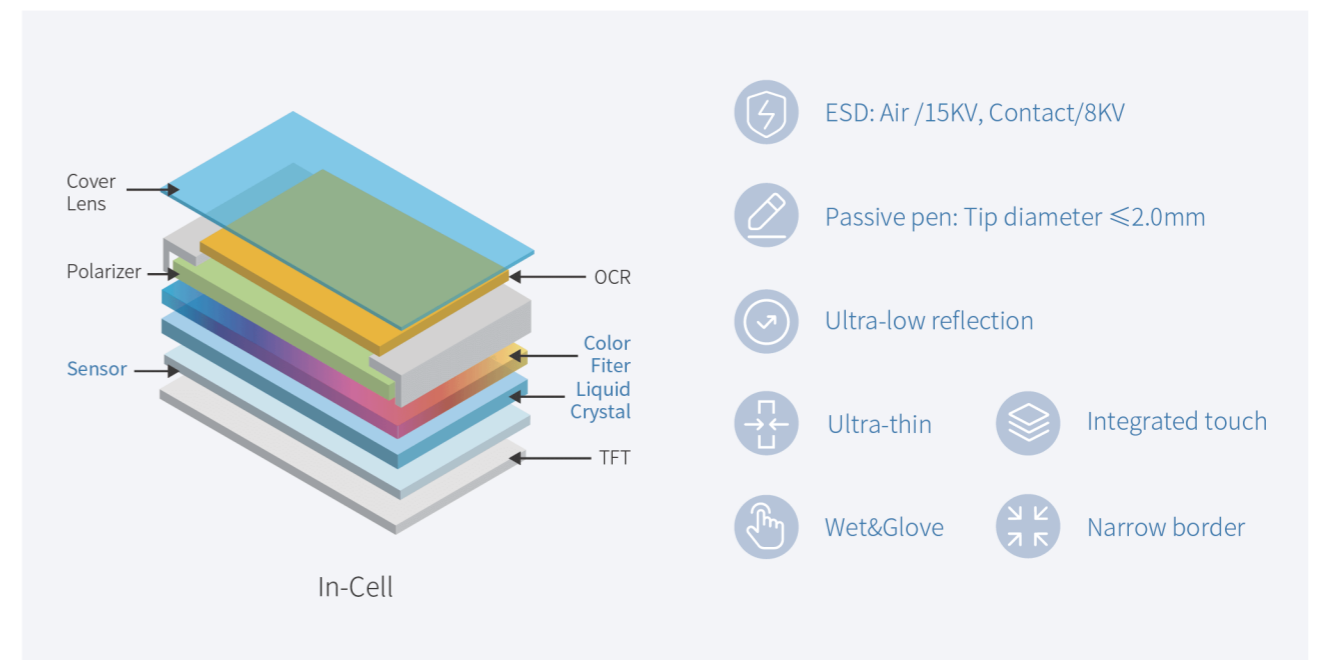 Cover
Lens
Polarizer
Sensor
OCR
Color
Fiter
Liquid
Crystal
TFT
In-Cell
ESD: Air /15KV, Contact/8KV
Passive pen: Tip diameter ⩽2.0mm
Ultra-low reflection
Ultra-thin
Integrated touch
Wet&Glove
Narrow border